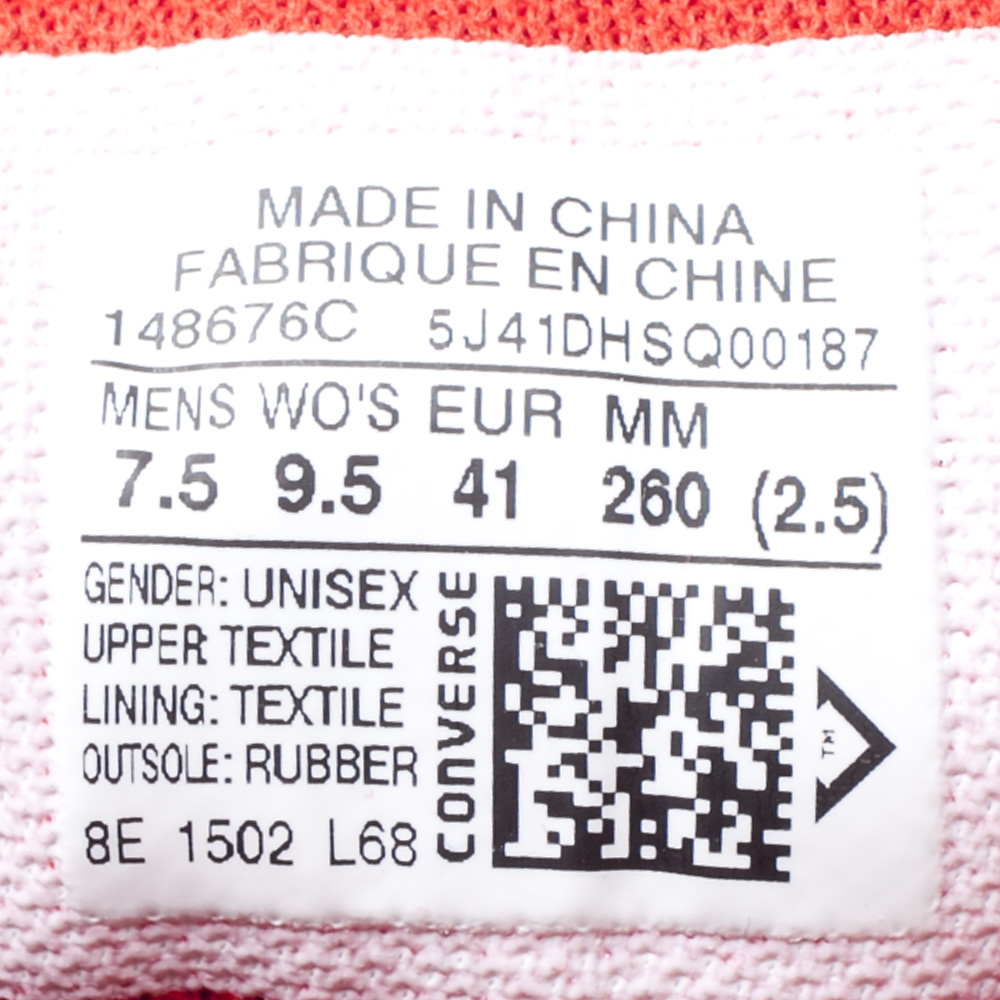 MADE IN CHINA
FABRIQUE EN CHINE
148676C 5J41DHSQ00187
MENS WO'S EUR MM
7.5 9.5 41 260 (2.5)
GENDER: UNISEX
UPPER: TEXTILE
LINING: TEXTILE
OUTSOLE: RUBBER
8E 1502 L68
CONVERSE
TM